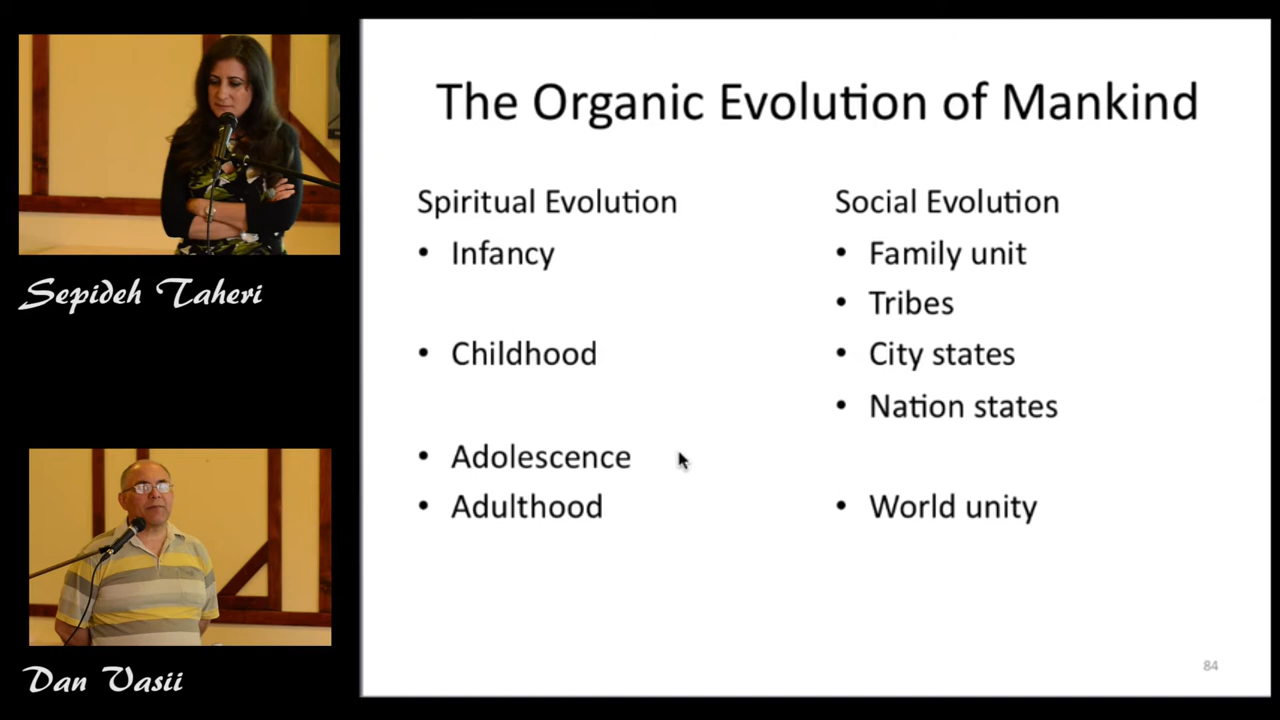 Sepideh Taheri
Dan Vasii
The Organic Evolution of Mankind
Spiritual Evolution
• Infancy
• Childhood
• Adolescence
• Adulthood
Social Evolution
• Family unit
• Tribes
• City states
• Nation states
• World unity
84